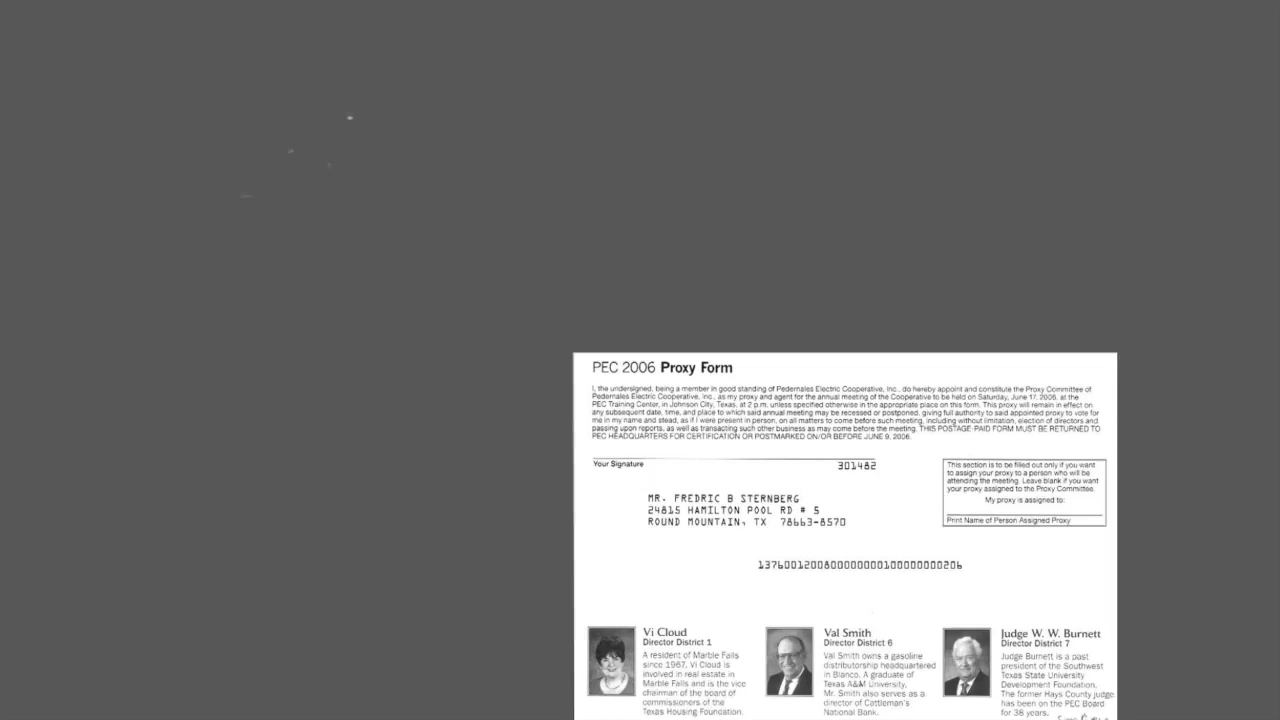 PEC 2006 Proxy Form
I, the undersigned, being a member in good standing of Pedernales Electric Cooperative, Inc., do hereby appoint and constitute the Proxy Committee of
Pedernales Electric Cooperative, Inc., as my proxy and agent for the annual meeting of the Cooperative to be held on Saturday, June 17, 2006, at the
PEC Training Center, in Johnson City, Texas, at 2 p.m. unless specified otherwise in the appropriate place on this form. This proxy will remain in effect on
any subsequent date, time, and place to which said annual meeting may be recessed or postponed, giving full authority to said appointed proxy to vote for
me in my name and stead, as if I were present in person, on all matters to come before such meeting, including without limitation, election of directors and
passing upon reports, as well as transacting such other business as may come before the meeting. THIS POSTAGE-PAID FORM MUST BE RETURNED TO
PEC HEADQUARTERS FOR CERTIFICATION OR POSTMARKED ON/OR BEFORE JUNE 9, 2006.
Your Signature 301482
This section is to be filled out only if you want
to assign your proxy to a person who will be
attending the meeting. Leave blank if you want
your proxy assigned to the Proxy Committee.
My proxy is assigned to:
Print Name of Person Assigned Proxy
MR. FREDRIC B STERNBERG
24815 HAMILTON POOL RD # 5
ROUND MOUNTAIN, TX 78663-8570
Vi Cloud
Director District 1
A resident of Marble Falls
since 1967, Vi Cloud is
involved in real estate in
Marble Falls and is the vice
chairman of the board of
commissioners of the
Texas Housing Foundation.
Val Smith
Director District 6
Val Smith owns a gasoline
distributorship headquartered
in Blanco. A graduate of
Texas A&M University,
Mr. Smith also serves as a
director of Cattleman's
National Bank.
Judge W. W. Burnett
Director District 7
Judge Burnett is a past
president of the Southwest
Texas State University
Development Foundation.
The former Hays County judge
has been on the PEC Board
for 38 years.